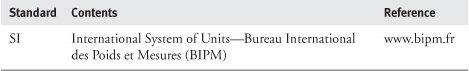 Standard Contents Reference
SI International System of Units—Bureau International www.bipm.fr
des Poids et Mesures (BIPM)